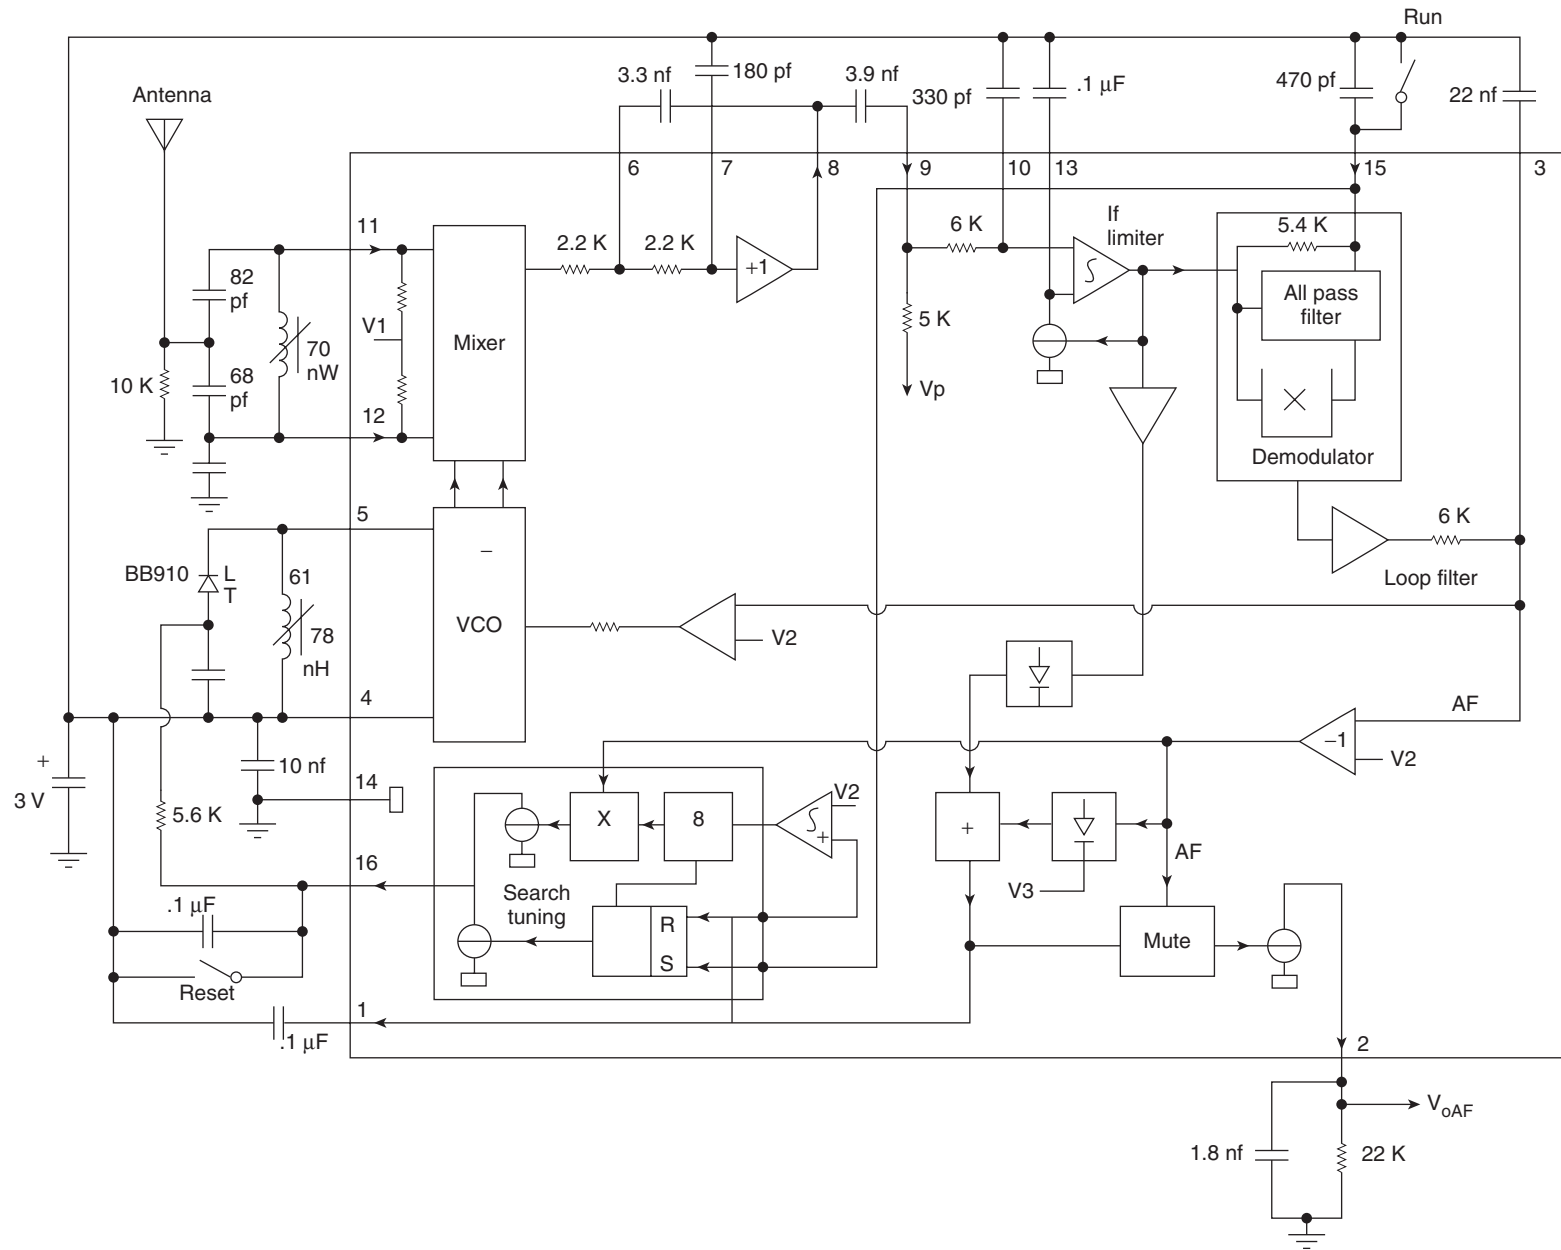 Run
3.3 nf
180 pf
3.9 nf
330 pf
.1 μF
470 pf
22 nf
Antenna
6
7
8
9
10
13
15
3
11
2.2 K
2.2 K
+1
6 K
If
limiter
5.4 K
All pass
filter
82
pf
V1
Mixer
5 K
70
nW
10 K
68
pf
Vp
12
Demodulator
5
6 K
Loop filter
BB910
L
T
61
–
VCO
V2
78
nH
4
AF
–1
V2
+
3 V
10 nf
14
5.6 K
X
8
V2
+
+
AF
V3
16
Search
tuning
.1 μF
R
S
Mute
Reset
1
.1 μF
2
VoAF
1.8 nf
22 K